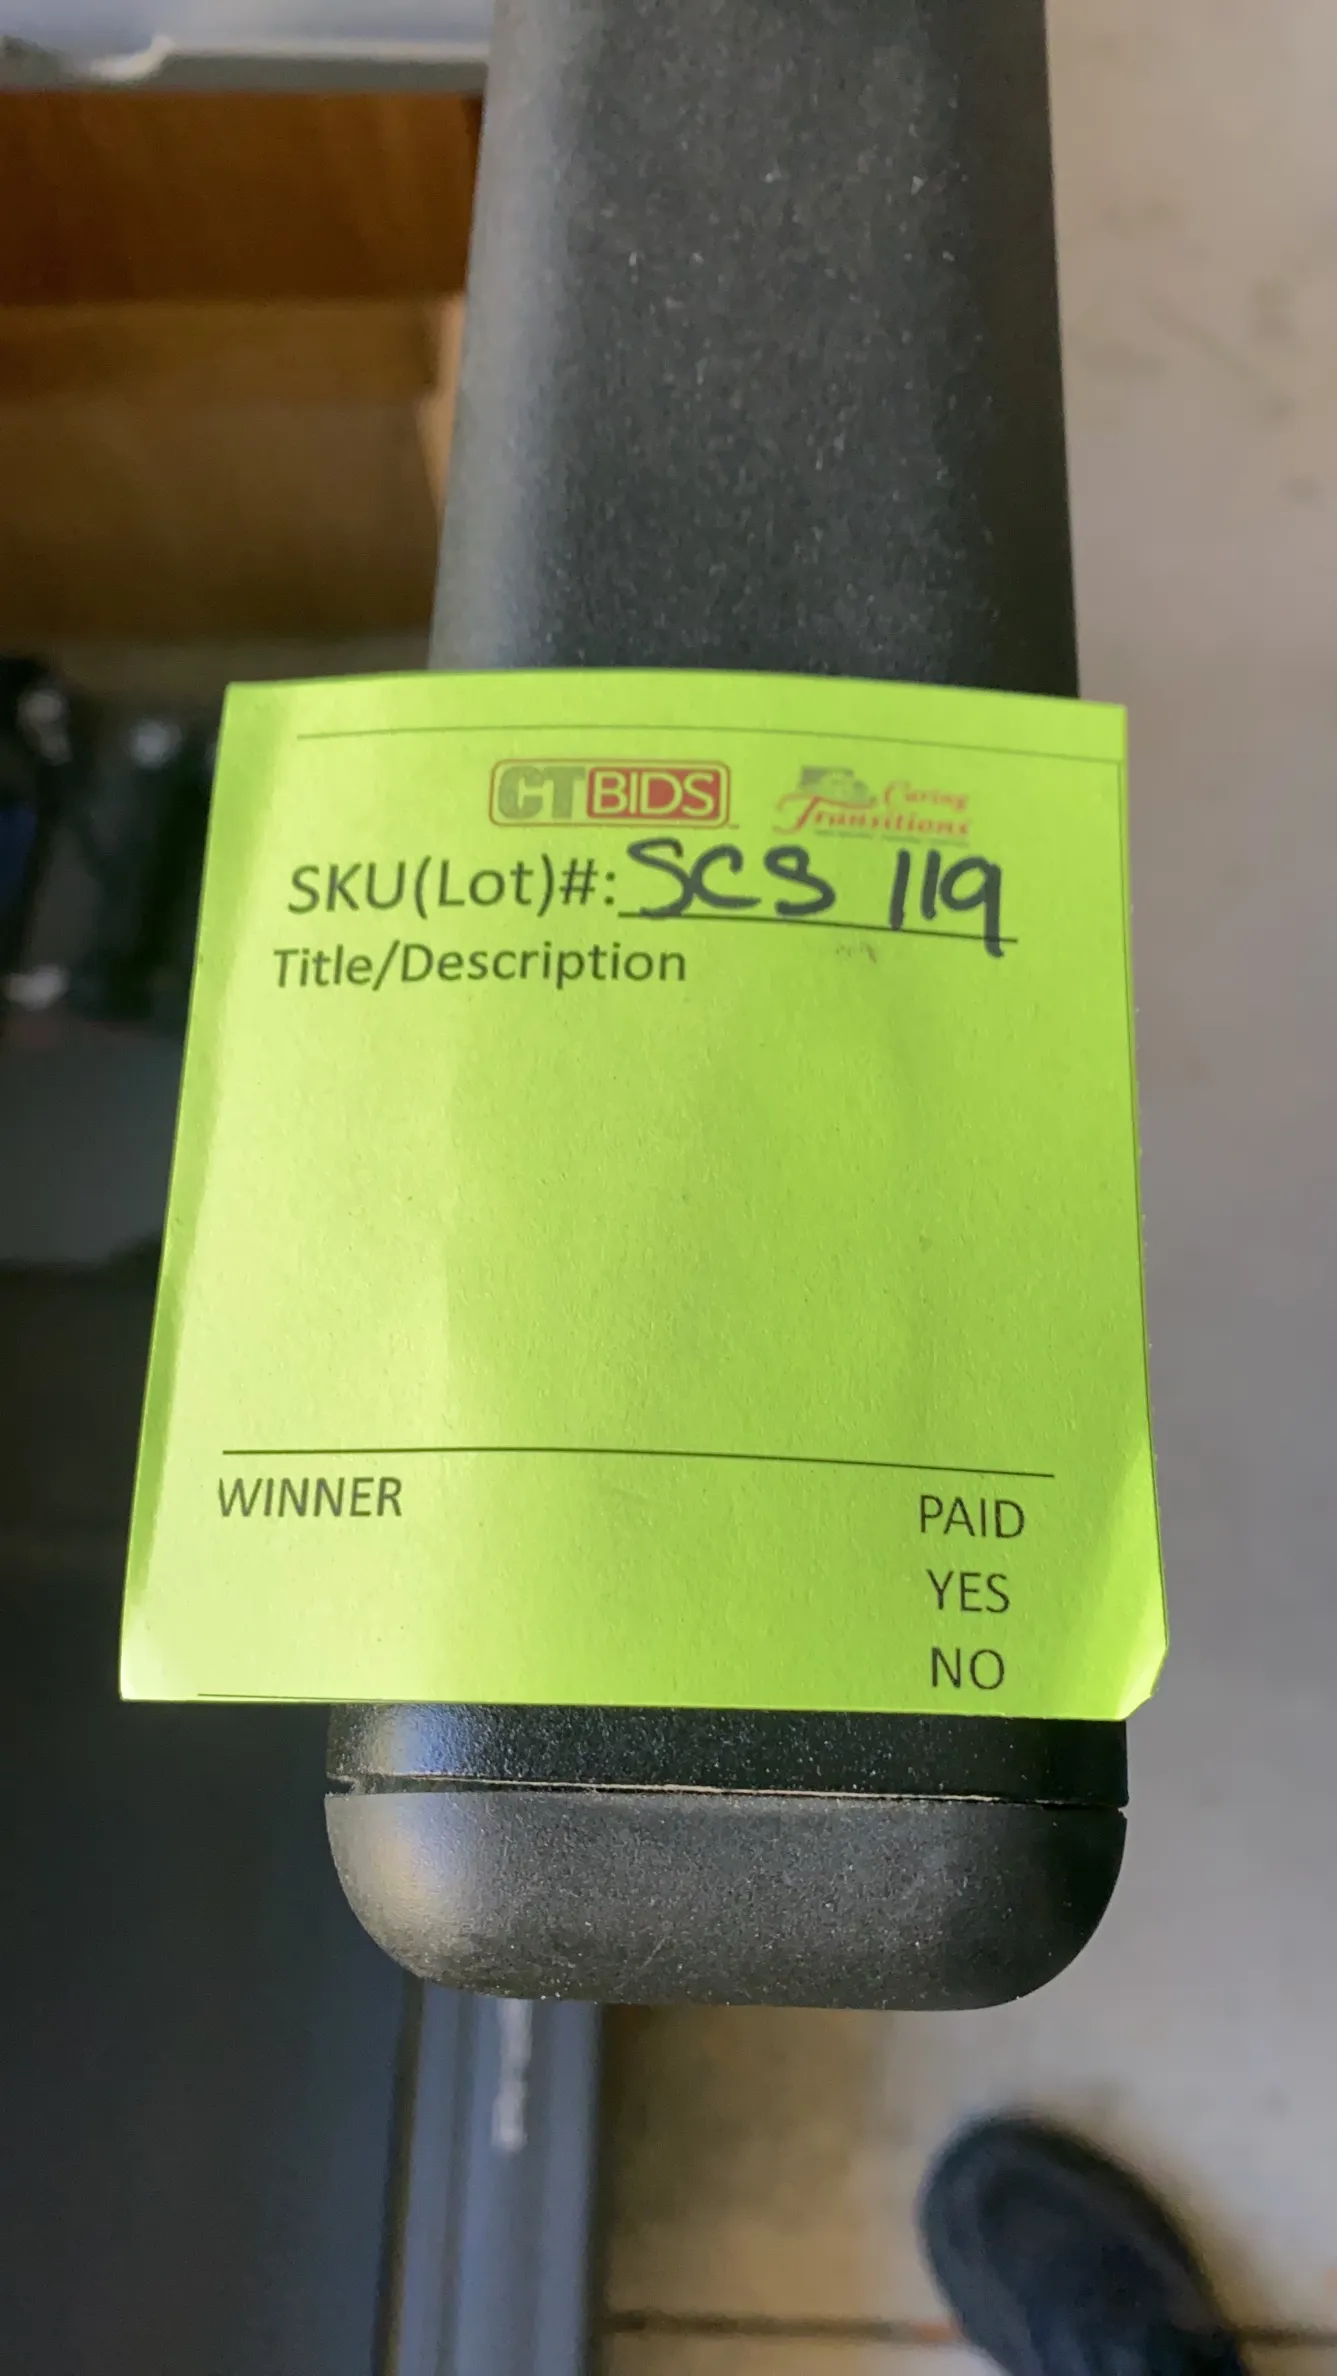 CTBIDS Caring Transitions
SKU(Lot)#: SCS 119
Title/Description
WINNER PAID
YES
NO